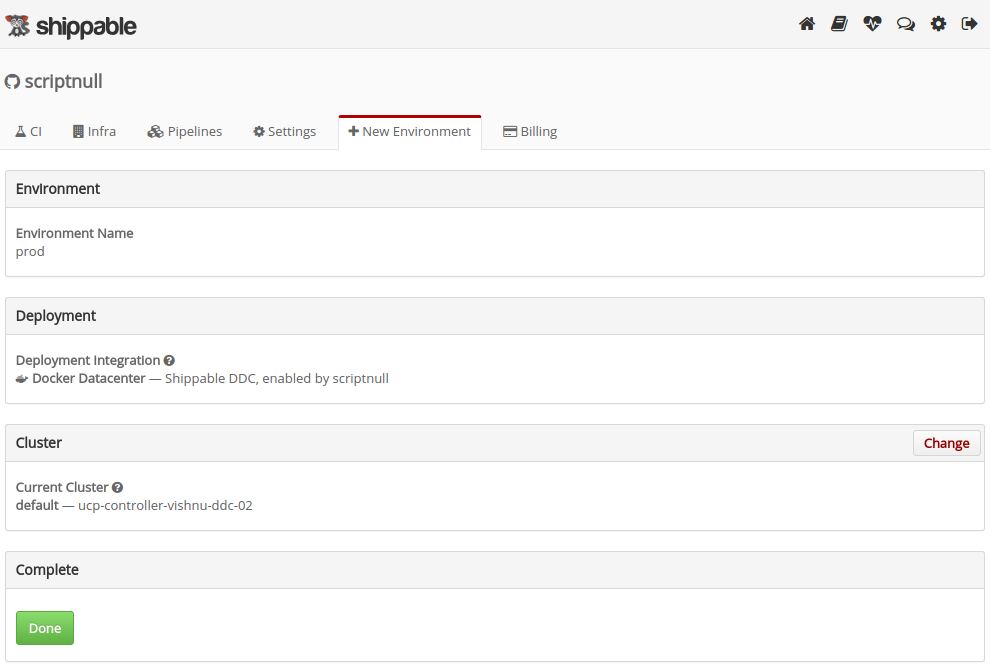 shippable
scriptnull
CI Infra Pipelines Settings New Environment Billing
Environment
Environment Name
prod
Deployment
Deployment Integration
Docker Datacenter — Shippable DDC, enabled by scriptnull
Cluster Change
Current Cluster
default — ucp-controller-vishnu-ddc-02
Complete
Done